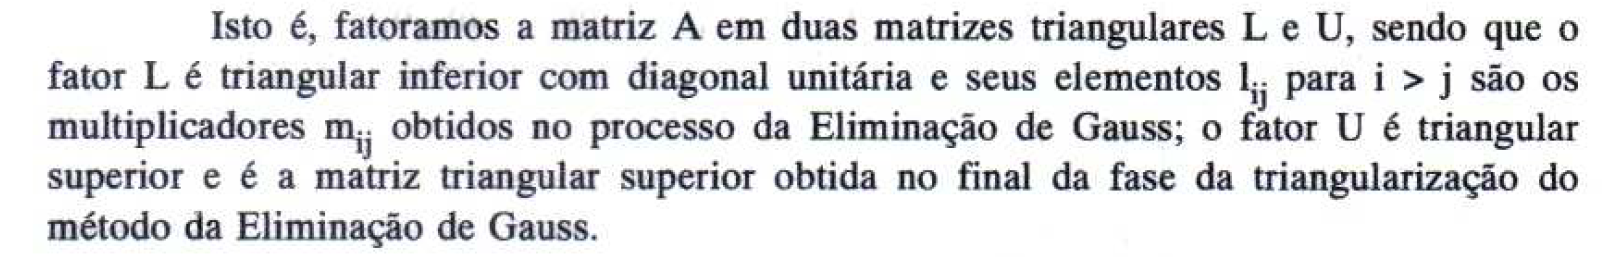 Isto é, fatoramos a matriz A em duas matrizes triangulares L e U, sendo que o
fator L é triangular inferior com diagonal unitária e seus elementos l_ij para i > j são os
multiplicadores m_ij obtidos no processo da Eliminação de Gauss; o fator U é triangular
superior e é a matriz triangular superior obtida no final da fase da triangularização do
método da Eliminação de Gauss.